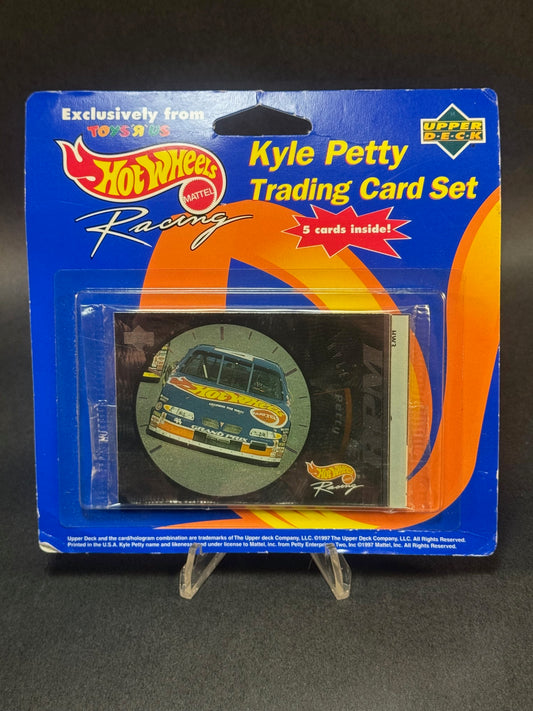 Exclusively from
TOYS R US
HOT WHEELS
MATTEL
Racing
Kyle Petty
Trading Card Set
5 cards inside!
UPPER
DECK
HW3
HOT WHEELS
44
GRAND PRIX
Petty
HOT WHEELS
Racing
Upper Deck and the card/hologram combination are trademarks of The Upper deck Company, LLC. ©1997 The Upper Deck Company, LLC. All rights reserved.
Printed in the U.S.A. Kyle Petty name and likeness used under license to Mattel, inc. from Petty Enterprises Two, Inc ©1997 Mattel, Inc. All rights reserved.